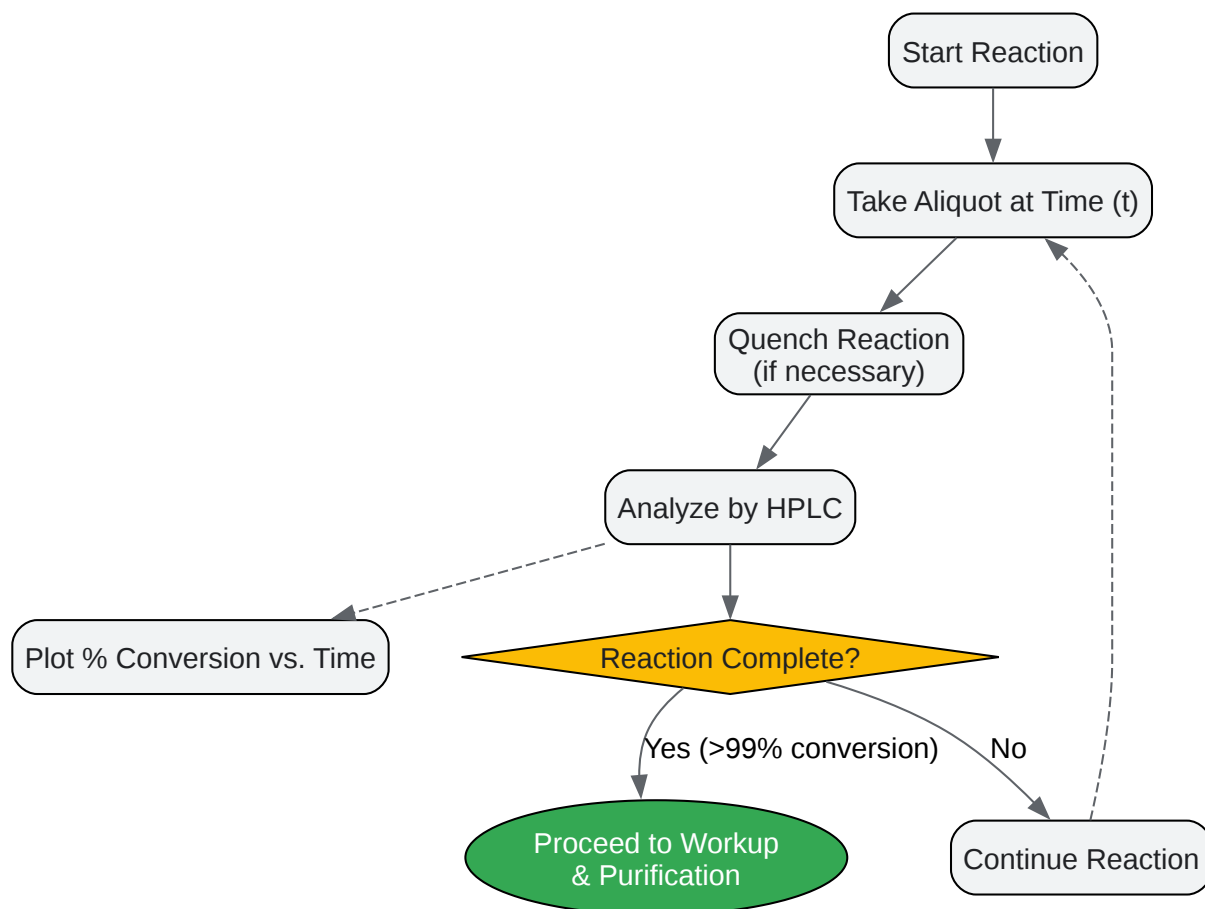 Start Reaction
Take Aliquot at Time (t)
Quench Reaction
(if necessary)
Analyze by HPLC
Plot % Conversion vs. Time
Reaction Complete?
Yes (>99% conversion)
No
Proceed to Workup
& Purification
Continue Reaction